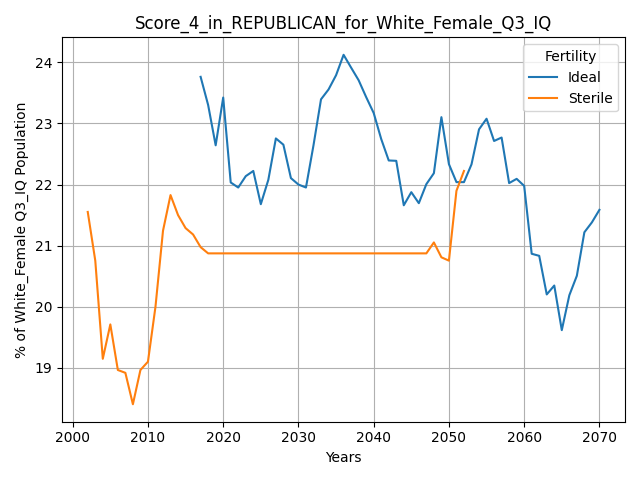 Score_4_in_REPUBLICAN_for_White_Female_Q3_IQ
Fertility
Ideal
Sterile
% of White_Female Q3_IQ Population
24
23
22
21
20
19
2000 2010 2020 2030 2040 2050 2060 2070
Years